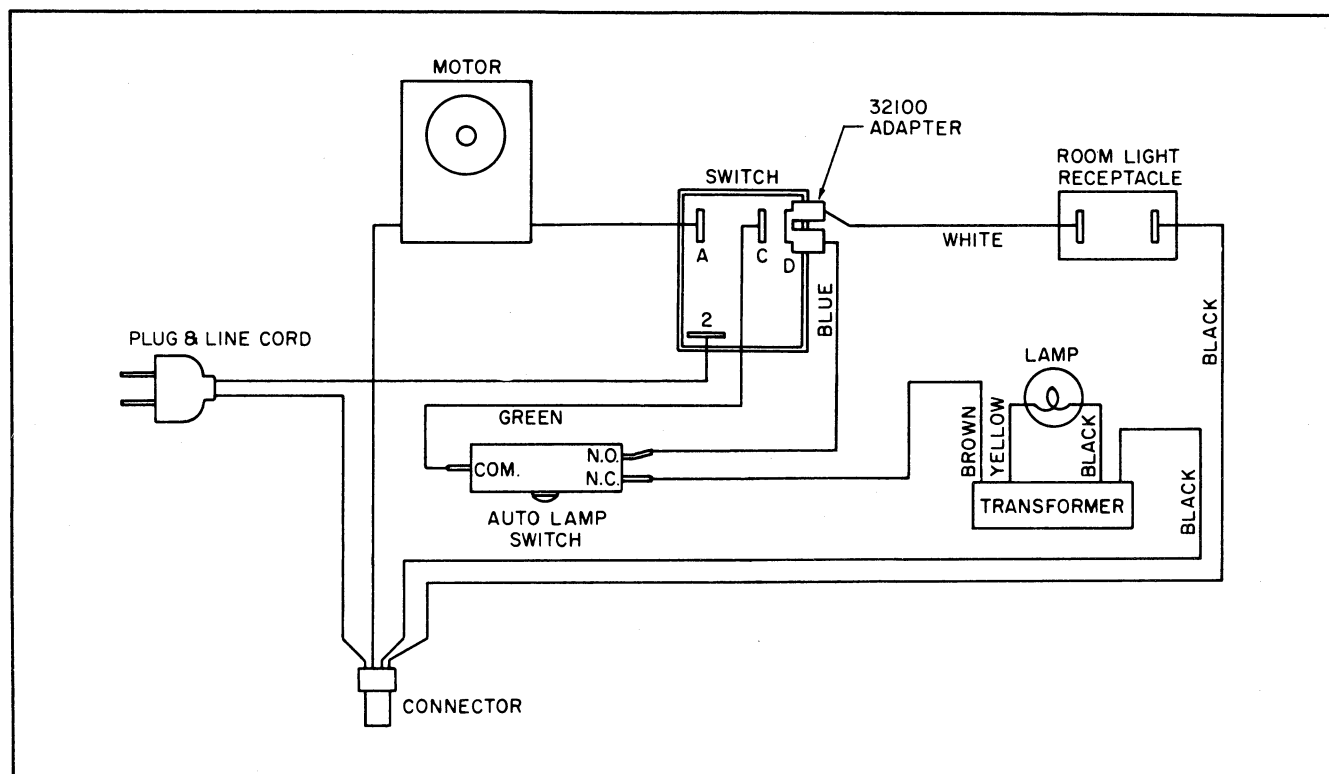 MOTOR
32100
ADAPTER
ROOM LIGHT
RECEPTACLE
SWITCH
A
C
D
WHITE
2
BLUE
BLACK
PLUG & LINE CORD
LAMP
GREEN
BROWN
YELLOW
BLACK
BLACK
COM.
N.O.
N.C.
TRANSFORMER
AUTO LAMP
SWITCH
CONNECTOR